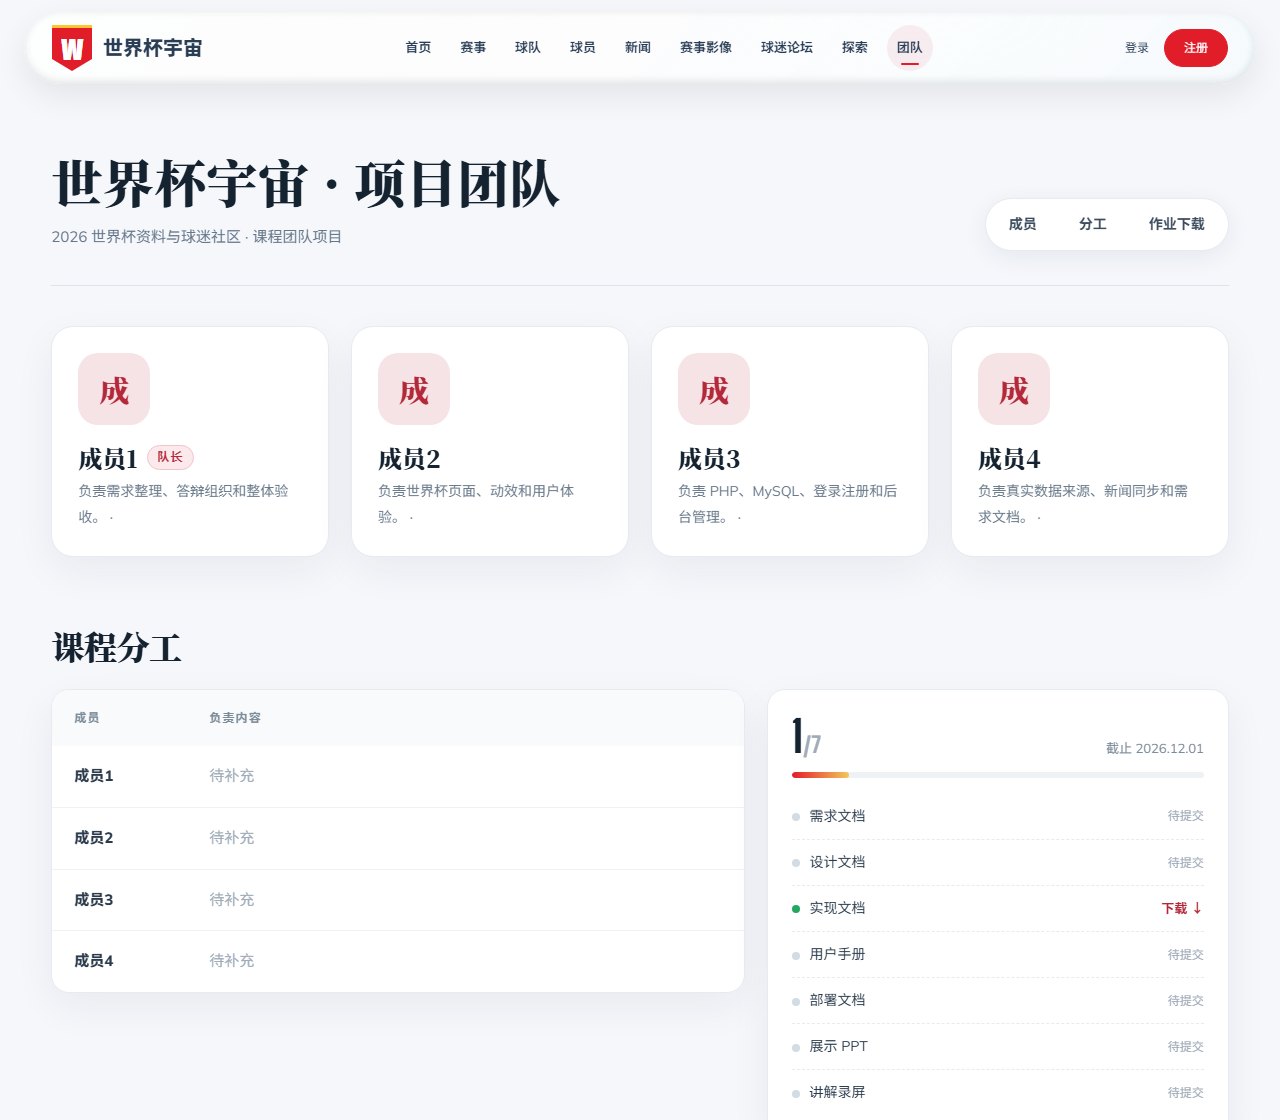 W 世界杯宇宙 首页 赛事 球队 球员 新闻 赛事影像 球迷论坛 探索 团队 登录 注册
世界杯宇宙 · 项目团队
2026 世界杯资料与球迷社区 · 课程团队项目
成员 分工 作业下载
成
成员1 队长
负责需求整理、答辩组织和整体验
收。 ·
成
成员2
负责世界杯页面、动效和用户体
验。 ·
成
成员3
负责 PHP、MySQL、登录注册和后
台管理。 ·
成
成员4
负责真实数据来源、新闻同步和需
求文档。 ·
课程分工
成员 负责内容
成员1 待补充
成员2 待补充
成员3 待补充
成员4 待补充
1/7 截止 2026.12.01
需求文档 待提交
设计文档 待提交
实现文档 下载 ↓
用户手册 待提交
部署文档 待提交
展示 PPT 待提交
讲解录屏 待提交